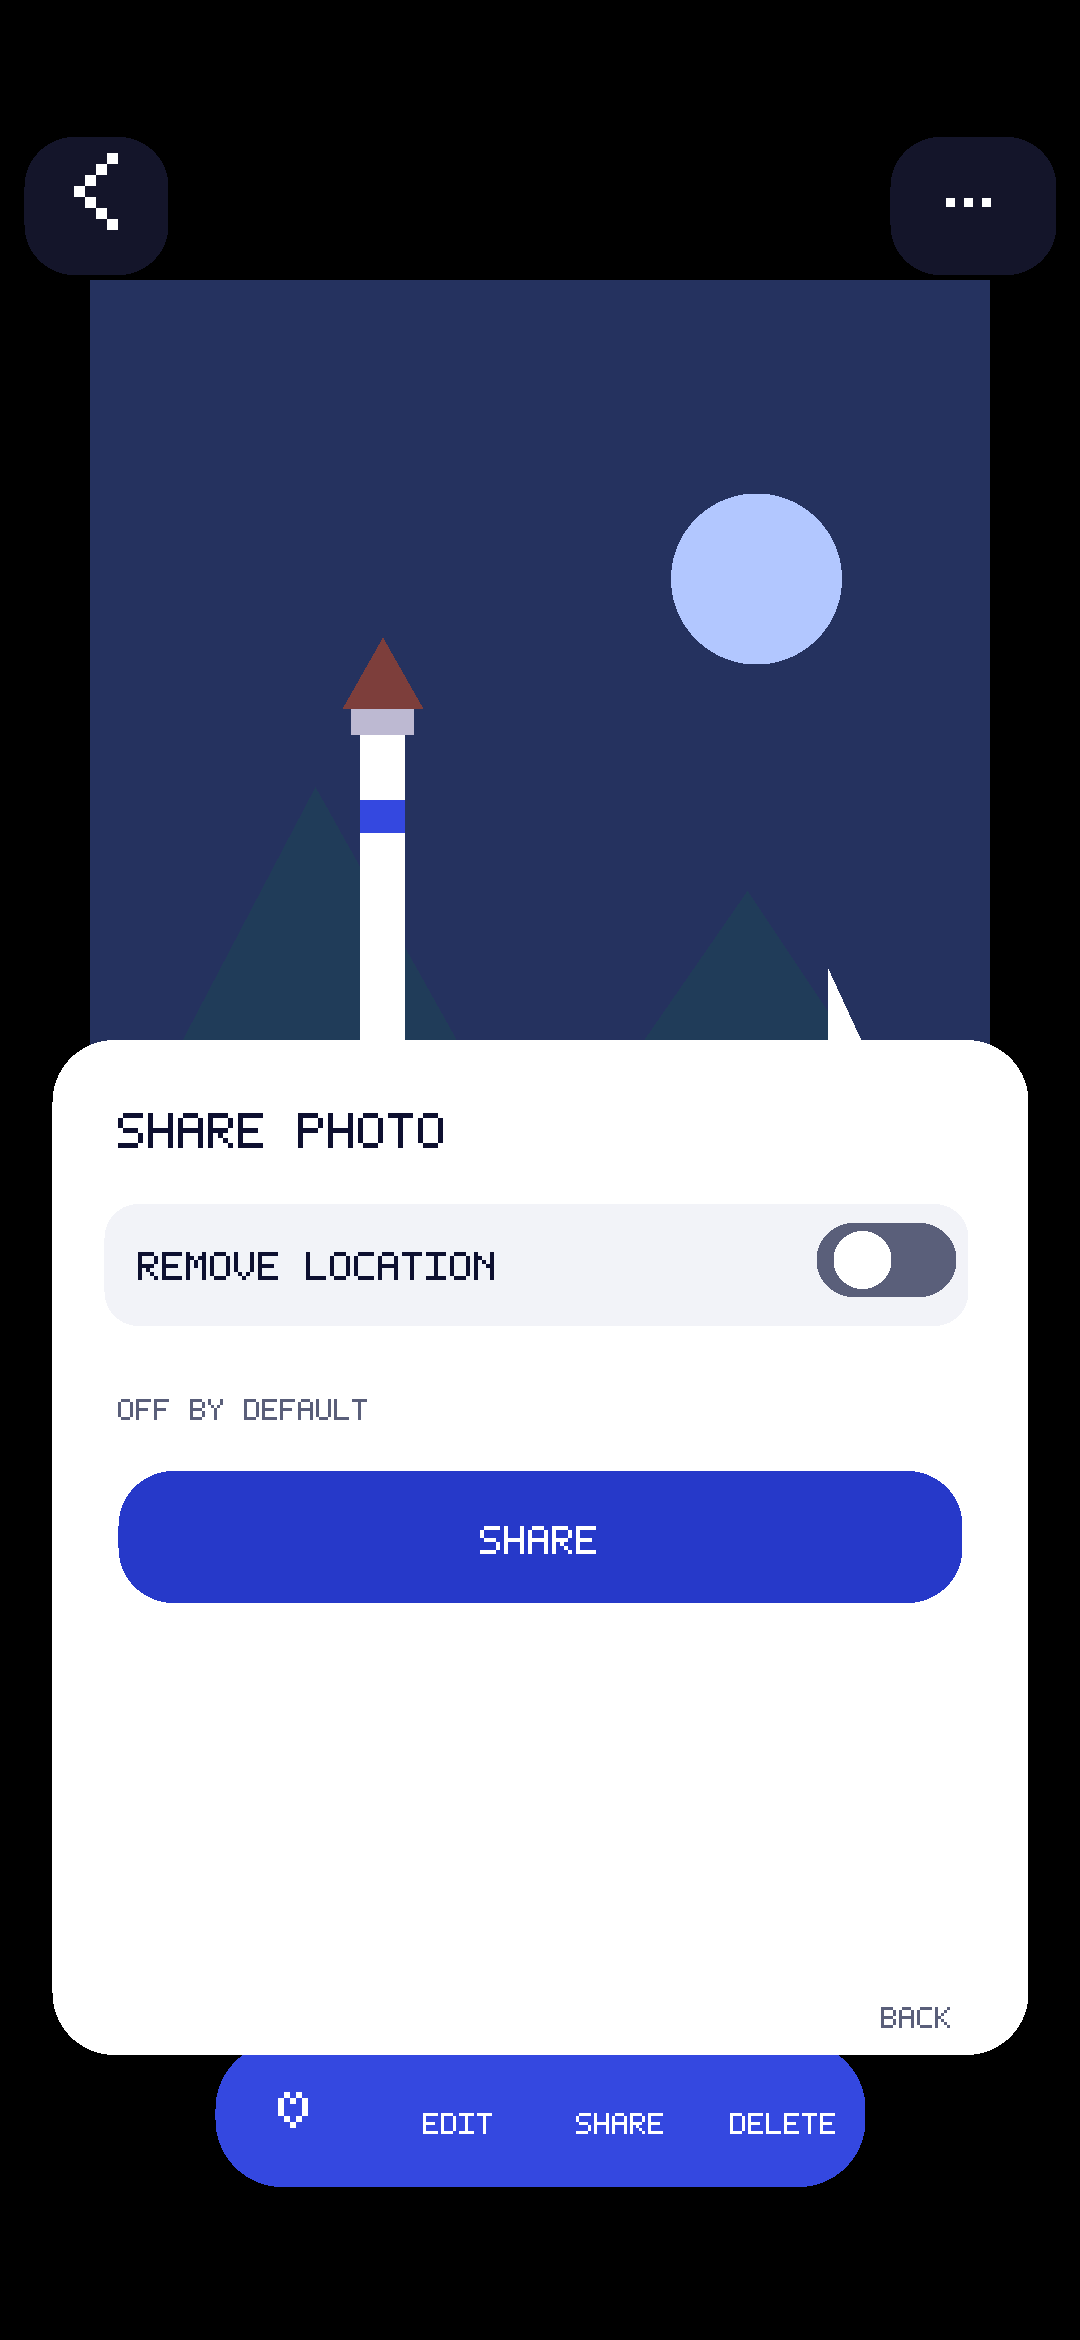 ...
SHARE PHOTO
REMOVE LOCATION
OFF BY DEFAULT
SHARE
BACK
EDIT SHARE DELETE